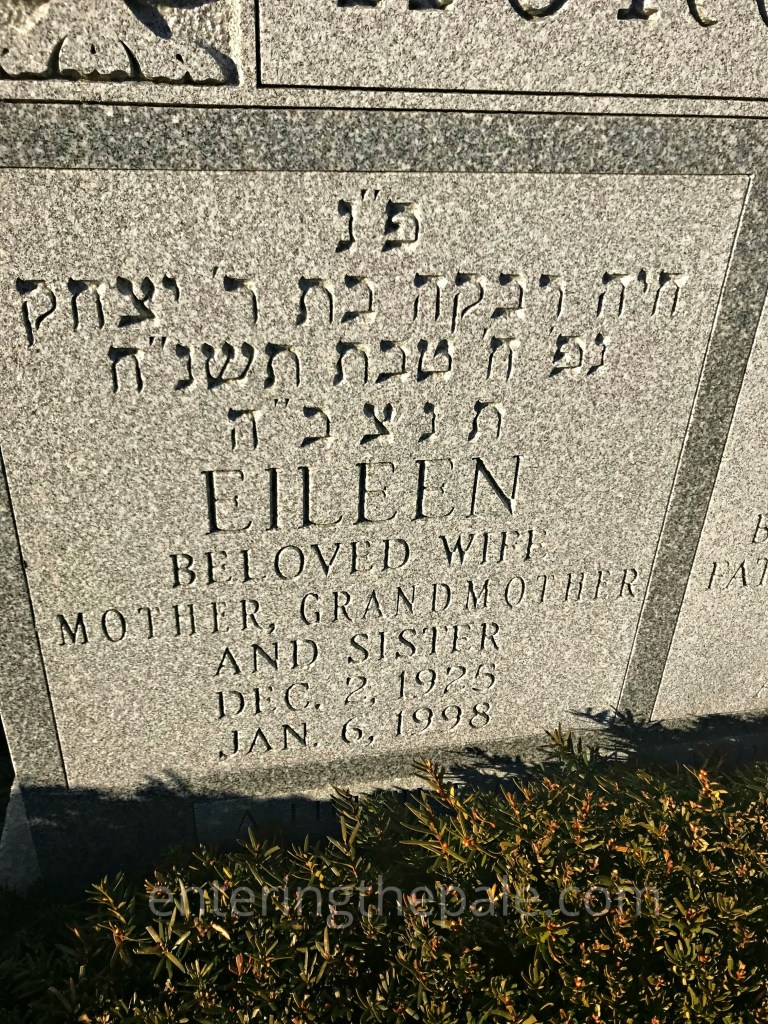 פ"נ
חיה רבקה בת ר' יצחק
נפ' ח' טבת תשנ"ח
ת נ צ ב"ה
EILEEN
BELOVED WIFE
MOTHER, GRANDMOTHER
AND SISTER
DEC. 2, 1925
JAN. 6, 1998
enteringthepale.com